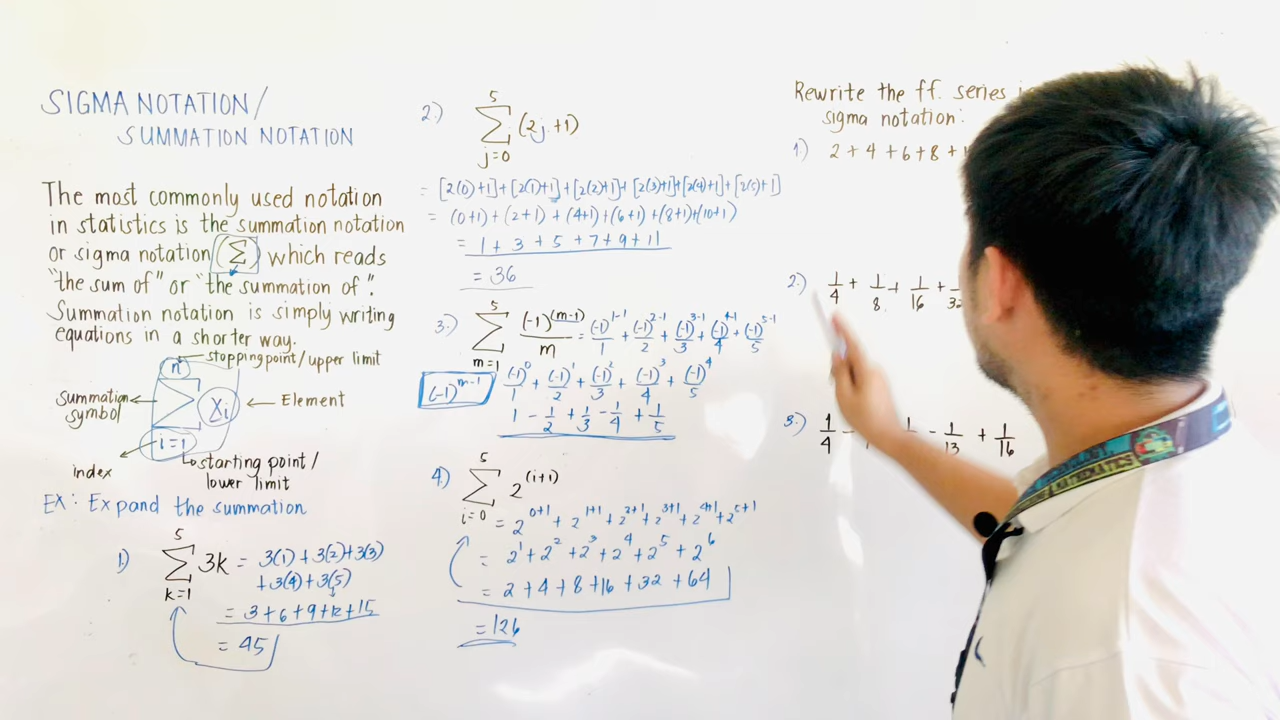 SIGMA NOTATION/
SUMMATION NOTATION
The most commonly used notation
in statistics is the summation notation
or sigma notation (Σ) which reads
"the sum of" or "the summation of".
Summation notation is simply writing
equations in a shorter way.
n → stopping point / upper limit
Summation symbol ← Σ Xi ← Element
i=1
index
starting point / lower limit
EX: Expand the summation
1.) 5 Σ k=1 3k = 3(1) + 3(2) + 3(3)
+ 3(4) + 3(5)
= 3 + 6 + 9 + 12 + 15
= 45
2.) 5 Σ j=0 (2j + 1)
= [2(0)+1] + [2(1)+1] + [2(2)+1] + [2(3)+1] + [2(4)+1] + [2(5)+1]
= (0+1) + (2+1) + (4+1) + (6+1) + (8+1) + (10+1)
= 1 + 3 + 5 + 7 + 9 + 11
= 36
3.) 5 Σ m=1 (-1)^(m-1)/m = (-1)^1-1/1 + (-1)^2-1/2 + (-1)^3-1/3 + (-1)^4-1/4 + (-1)^5-1/5
(-1)^m-1 (-1)^0/1 + (-1)^1/2 + (-1)^2/3 + (-1)^3/4 + (-1)^4/5
1 - 1/2 + 1/3 - 1/4 + 1/5
4.) 5 Σ i=0 2^(i+1)
= 2^0+1 + 2^1+1 + 2^2+1 + 2^3+1 + 2^4+1 + 2^5+1
= 2^1 + 2^2 + 2^3 + 2^4 + 2^5 + 2^6
= 2 + 4 + 8 + 16 + 32 + 64
= 126
Rewrite the ff. series
sigma notation:
1.) 2 + 4 + 6 + 8 +
2.) 1/4 + 1/8 + 1/16 + 1/32
3.) 1/4 - - 1/13 + 1/16
MATHEMATICS